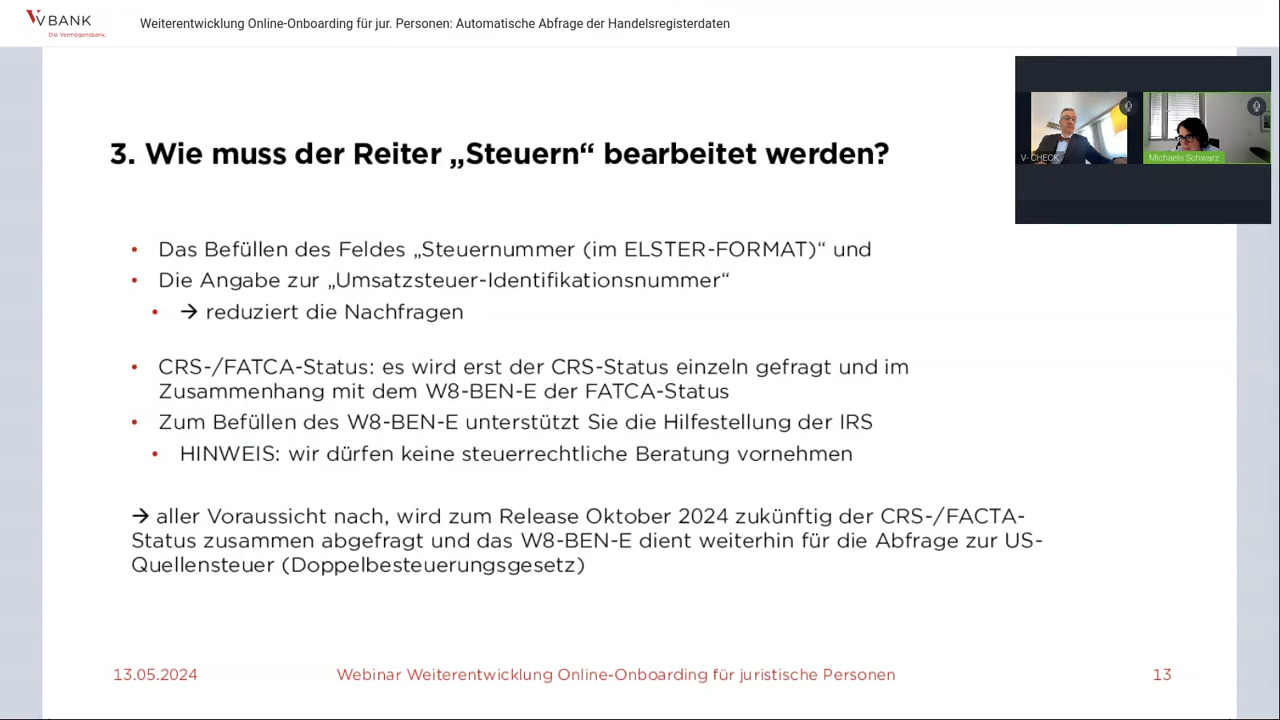 VBANK
Die Vermögensbank.
Weiterentwicklung Online-Onboarding für jur. Personen: Automatische Abfrage der Handelsregisterdaten
V- CHECK
Michaela Schwarz
3. Wie muss der Reiter „Steuern“ bearbeitet werden?
• Das Befüllen des Feldes „Steuernummer (im ELSTER-FORMAT)“ und
• Die Angabe zur „Umsatzsteuer-Identifikationsnummer“
• → reduziert die Nachfragen
• CRS-/FATCA-Status: es wird erst der CRS-Status einzeln gefragt und im
Zusammenhang mit dem W8-BEN-E der FATCA-Status
• Zum Befüllen des W8-BEN-E unterstützt Sie die Hilfestellung der IRS
• HINWEIS: wir dürfen keine steuerrechtliche Beratung vornehmen
→ aller Voraussicht nach, wird zum Release Oktober 2024 zukünftig der CRS-/FACTA-
Status zusammen abgefragt und das W8-BEN-E dient weiterhin für die Abfrage zur US-
Quellensteuer (Doppelbesteuerungsgesetz)
13.05.2024
Webinar Weiterentwicklung Online-Onboarding für juristische Personen
13